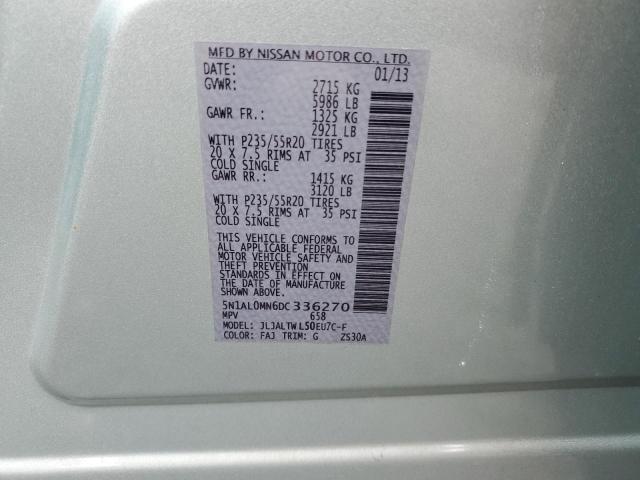 MFD BY NISSAN MOTOR CO., LTD.
DATE: 01/13
GVWR: 2715 KG
5986 LB
GAWR FR.: 1325 KG
2921 LB
WITH P235/55R20 TIRES
20 X 7.5 RIMS AT 35 PSI
COLD SINGLE
GAWR RR.: 1415 KG
3120 LB
WITH P235/55R20 TIRES
20 X 7.5 RIMS AT 35 PSI
COLD SINGLE
THIS VEHICLE CONFORMS TO
ALL APPLICABLE FEDERAL
MOTOR VEHICLE SAFETY AND
THEFT PREVENTION
STANDARDS IN EFFECT ON
THE DATE OF MANUFACTURE
SHOWN ABOVE.
5N1AL0MN6DC336270
MPV 658
MODEL: JLJALTWL50EU7C-F
COLOR: FAJ TRIM: G ZS30A